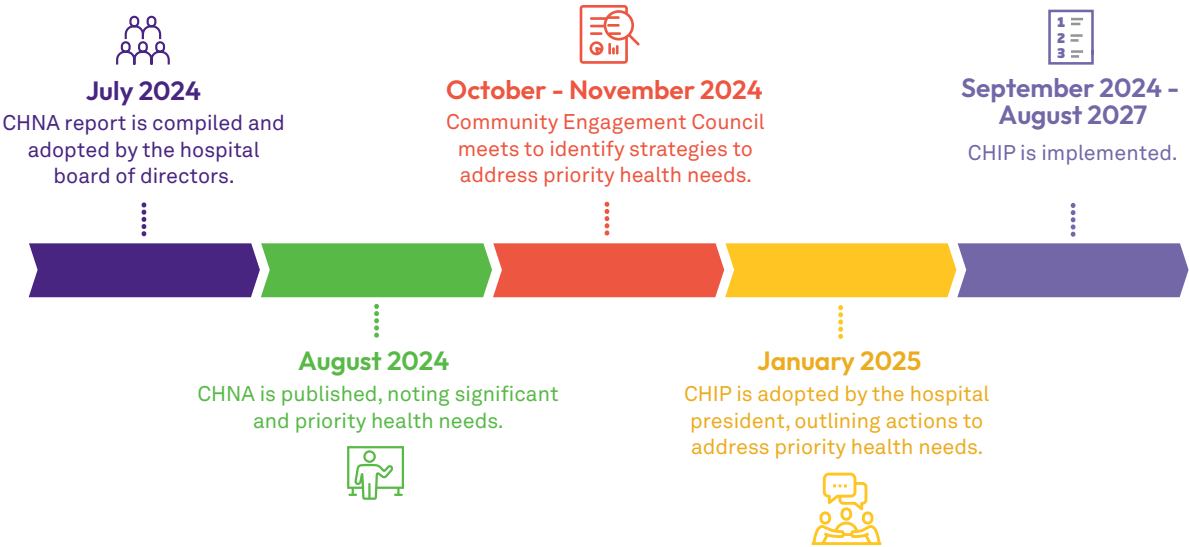 July 2024
CHNA report is compiled and
adopted by the hospital
board of directors.
August 2024
CHNA is published, noting significant
and priority health needs.
October - November 2024
Community Engagement Council
meets to identify strategies to
address priority health needs.
January 2025
CHIP is adopted by the hospital
president, outlining actions to
address priority health needs.
1
2
3
September 2024 -
August 2027
CHIP is implemented.